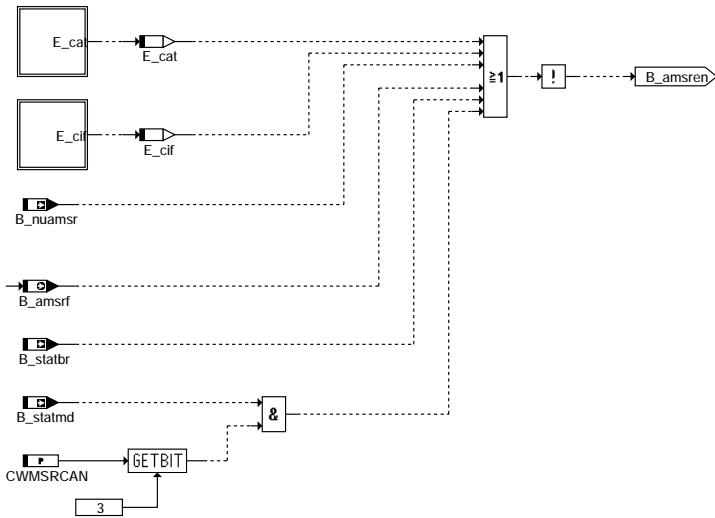 E_cat
E_cat
E_cif
E_cif
≧1
!
B_amsren
B_nuamsr
B_amsrf
B_statbr
B_statmd
&
P
CWMSRCAN
GETBIT
3